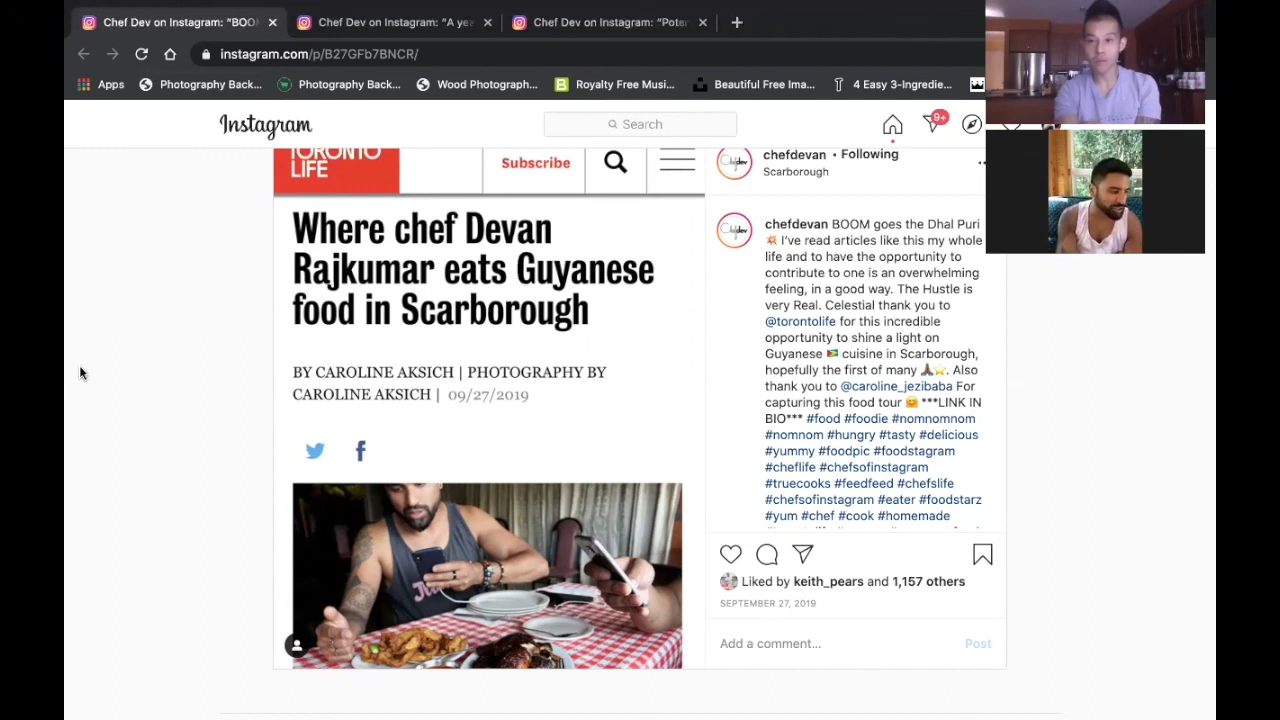 Chef Dev on Instagram: “BOO
Chef Dev on Instagram: “A ye
Chef Dev on Instagram: “Pote
instagram.com/p/B27GFb7BNCR/
Apps
Photography Back...
Photography Back...
Wood Photograph...
Royalty Free Musi...
Beautiful Free Ima...
4 Easy 3-Ingredie...
Instagram
Search
9+
TORONTO
LIFE
Subscribe
Where chef Devan
Rajkumar eats Guyanese
food in Scarborough
BY CAROLINE AKSICH | PHOTOGRAPHY BY
CAROLINE AKSICH | 09/27/2019
Chefdev
chefdevan • Following
Scarborough
Chefdev
chefdevan BOOM goes the Dhal Puri
💥 I’ve read articles like this my whole
life and to have the opportunity to
contribute to one is an overwhelming
feeling, in a good way. The Hustle is
very Real. Celestial thank you to
@torontolife for this incredible
opportunity to shine a light on
Guyanese 🇬🇾 cuisine in Scarborough,
hopefully the first of many 🙏🏾⭐. Also
thank you to @caroline_jezibaba For
capturing this food tour 🤗 ***LINK IN
BIO*** #food #foodie #nomnomnom
#nomnom #hungry #tasty #delicious
#yummy #foodpic #foodstagram
#cheflife #chefsofinstagram
#truecooks #feedfeed #chefslife
#chefsofinstagram #eater #foodstarz
#yum #chef #cook #homemade
Liked by keith_pears and 1,157 others
SEPTEMBER 27, 2019
Add a comment...
Post